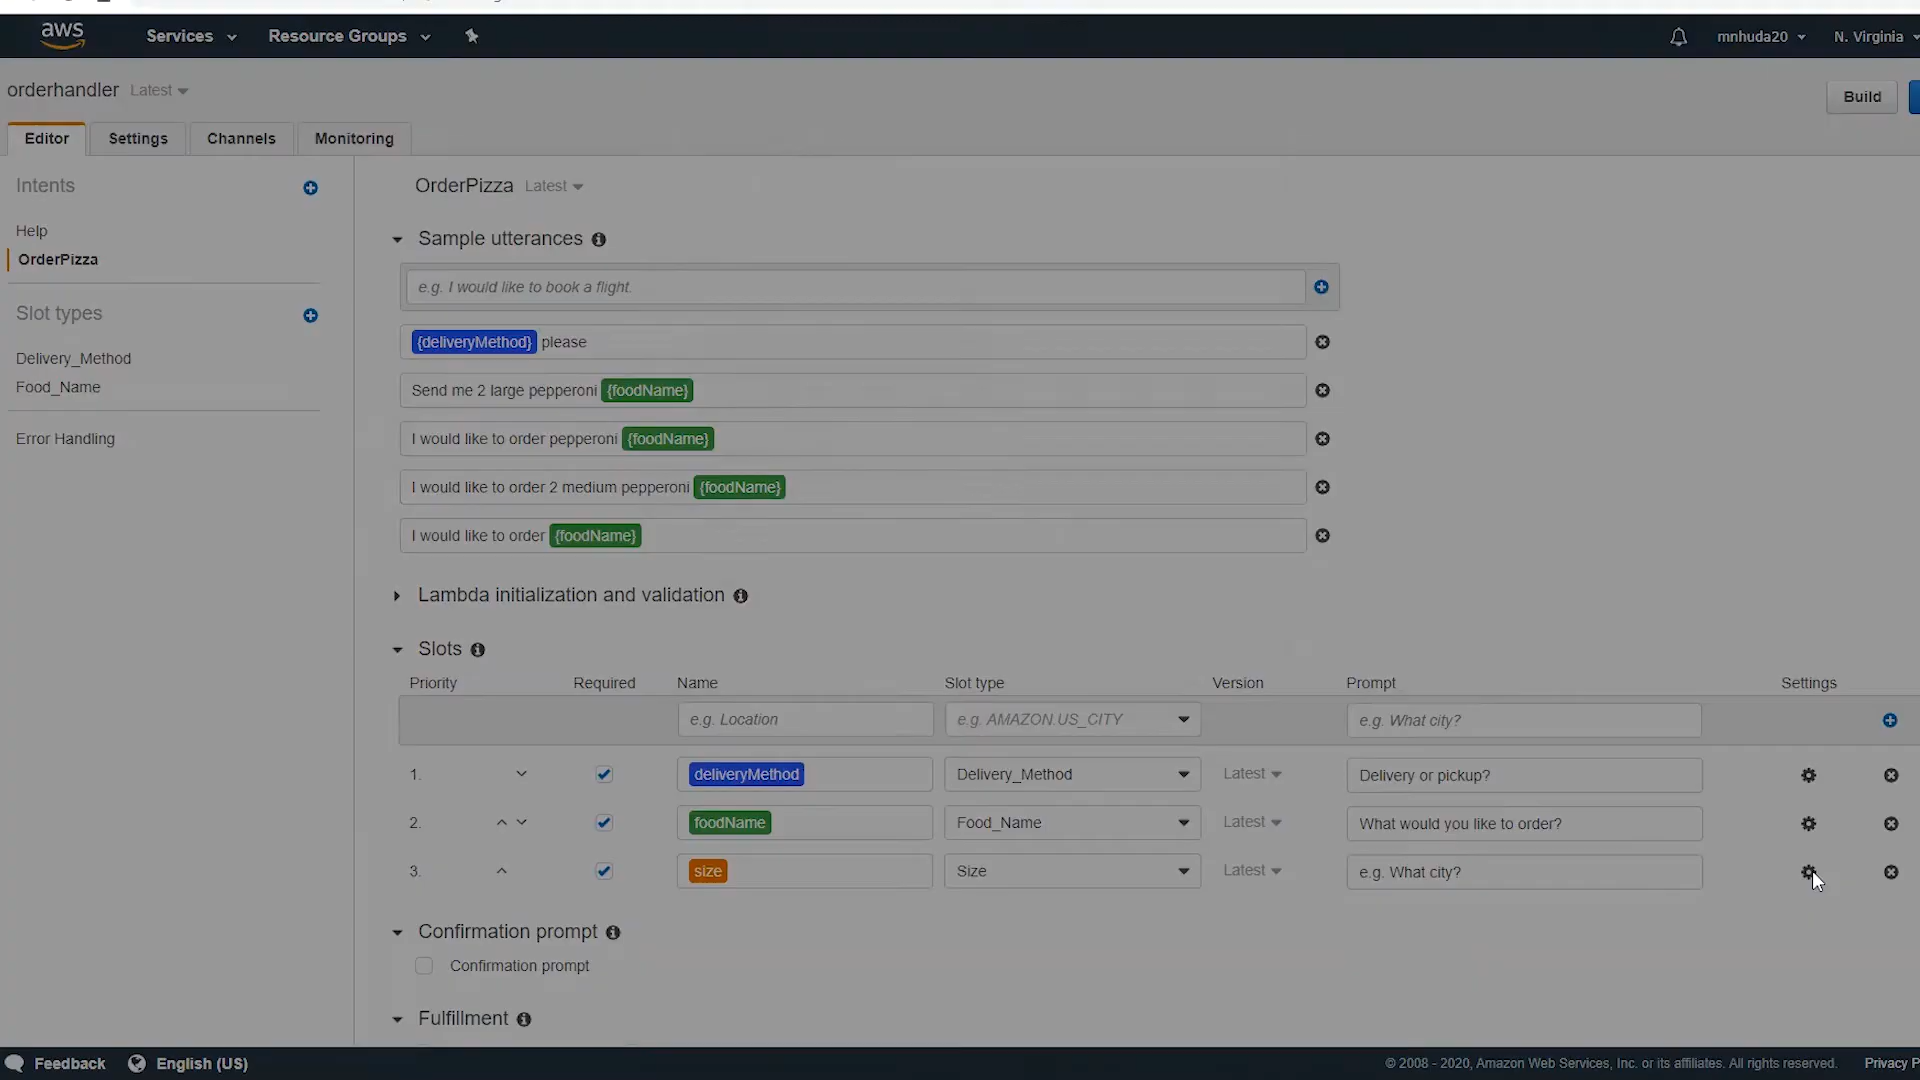 aws Services Resource Groups mnhuda20 N. Virginia
orderhandler Latest
Build
Editor Settings Channels Monitoring
Intents
Help
OrderPizza
Slot types
Delivery_Method
Food_Name
Error Handling
OrderPizza Latest
Sample utterances
e.g. I would like to book a flight.
{deliveryMethod} please
Send me 2 large pepperoni {foodName}
I would like to order pepperoni {foodName}
I would like to order 2 medium pepperoni {foodName}
I would like to order {foodName}
Lambda initialization and validation
Slots
Priority Required Name Slot type Version Prompt Settings
e.g. Location e.g. AMAZON.US_CITY e.g. What city?
1. deliveryMethod Delivery_Method Latest Delivery or pickup?
2. foodName Food_Name Latest What would you like to order?
3. size Size Latest e.g. What city?
Confirmation prompt
Confirmation prompt
Fulfillment
Feedback English (US) © 2008 - 2020, Amazon Web Services, Inc. or its affiliates. All rights reserved. Privacy P